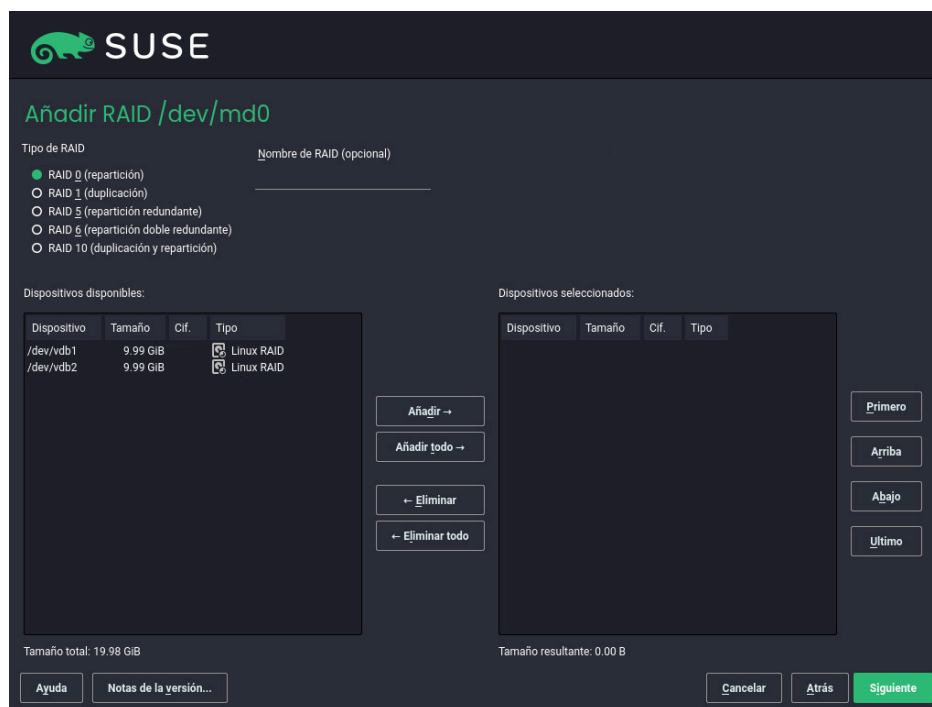 SUSE
Añadir RAID /dev/md0
Tipo de RAID
Nombre de RAID (opcional)
RAID 0 (repartición)
RAID 1 (duplicación)
RAID 5 (repartición redundante)
RAID 6 (repartición doble redundante)
RAID 10 (duplicación y repartición)
Dispositivos disponibles:
Dispositivo Tamaño Cif. Tipo
/dev/vdb1 9.99 GiB Linux RAID
/dev/vdb2 9.99 GiB Linux RAID
Tamaño total: 19.98 GiB
Añadir →
Añadir todo →
← Eliminar
← Eliminar todo
Dispositivos seleccionados:
Dispositivo Tamaño Cif. Tipo
Tamaño resultante: 0.00 B
Primero
Arriba
Abajo
Ultimo
Ayuda
Notas de la versión...
Cancelar
Atrás
Siguiente